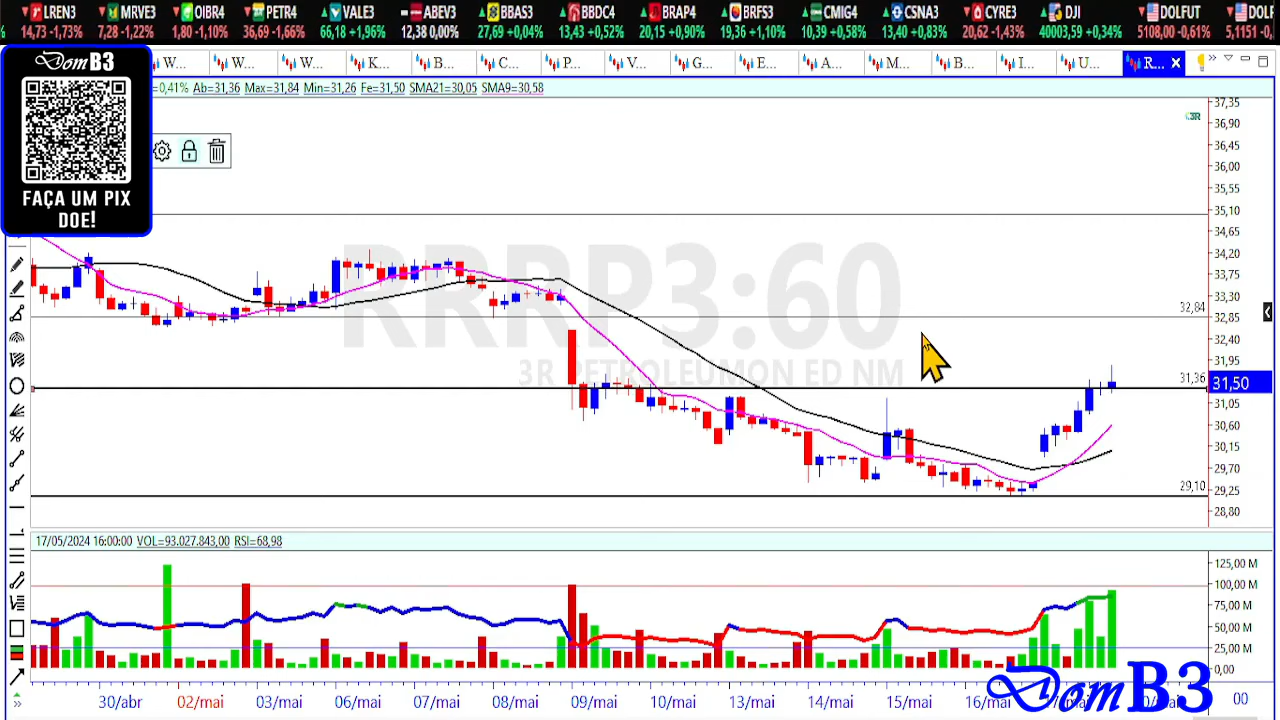 LREN3 MRVE3 OIBR4 PETR4 VALE3 ABEV3 BBAS3 BBDC4 BRAP4 BRFS3 CMIG4 CSNA3 CYRE3 DJI DOLFUT
14,73 -1,73% 7,28 -1,22% 1,80 -1,10% 36,69 -1,66% 66,18 +1,96% 12,38 0,00% 27,69 +0,04% 13,43 +0,52% 20,15 +0,90% 19,36 +1,10% 10,39 +0,58% 13,40 +0,83% 20,62 -1,43% 40003,59 +0,34% 5108,00 -0,61%
DomB3
W... W... W... K... B... C... P... V... G... E... A... M... B... I... U... R...
=0,41% Ab=31,36 Max=31,84 Min=31,26 Fe=31,50 SMA21=30,05 SMA9=30,58
FAÇA UM PIX
DOE!
3R
RRRP3:60
3R PETROLEUMON ED NM
37,35
36,90
36,45
36,00
35,55
35,10
34,65
34,20
33,75
33,30
32,84
32,85
32,40
31,95
31,36
31,50
31,05
30,60
30,15
29,70
29,10
29,25
28,80
17/05/2024 16:00:00 VOL=93.027.843,00 RSI=68,98
125,00 M
100,00 M
75,00 M
50,00 M
25,00 M
0,00
30/abr 02/mai 03/mai 06/mai 07/mai 08/mai 09/mai 10/mai 13/mai 14/mai 15/mai 16/mai 00
DomB3